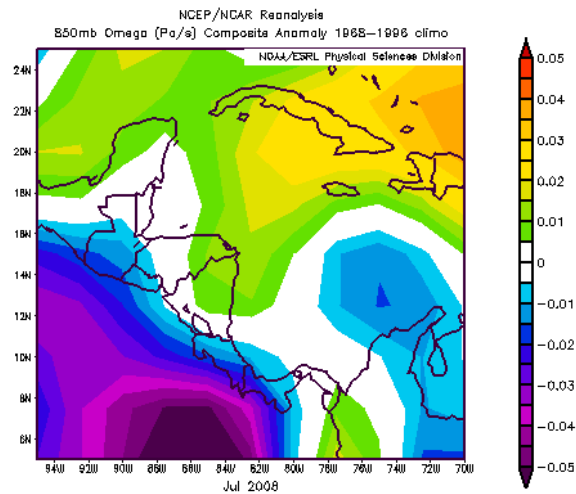 NCEP/NCAR Reanalysis
850mb Omega (Pa/s) Composite Anomaly 1968-1996 climo
NOAA/ESRL Physical Sciences Division
24N
22N
20N
18N
16N
14N
12N
10N
8N
6N
94W 92W 90W 88W 86W 84W 82W 80W 78W 76W 74W 72W 70W
Jul 2008
0.05
0.04
0.03
0.02
0.01
0
-0.01
-0.02
-0.03
-0.04
-0.05